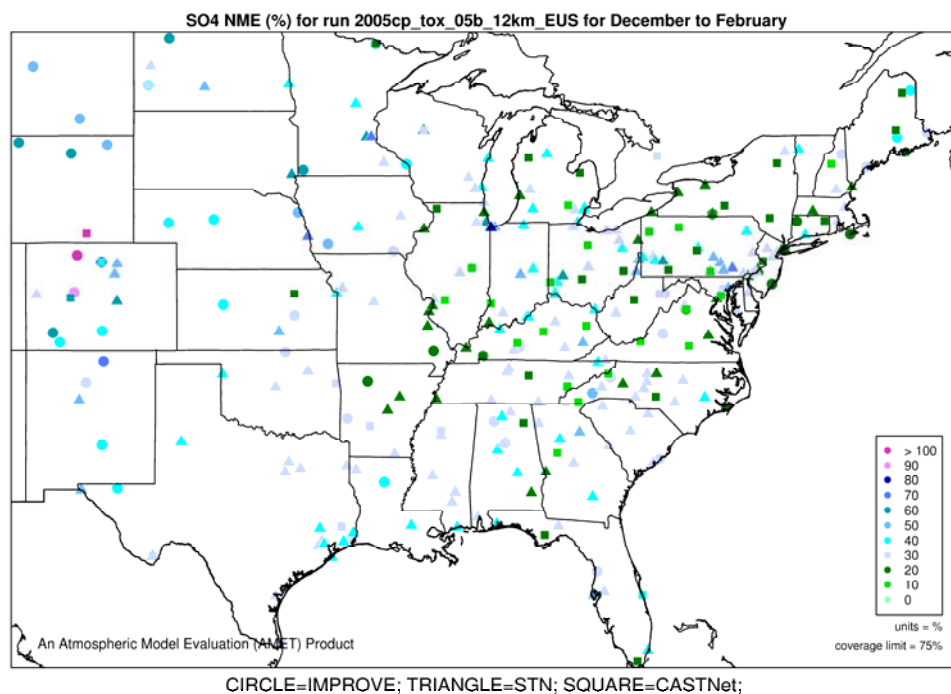 SO4 NME (%) for run 2005cp_tox_05b_12km_EUS for December to February
> 100
90
80
70
60
50
40
30
20
10
0
units = %
coverage limit = 75%
An Atmospheric Model Evaluation (AMET) Product
CIRCLE=IMPROVE; TRIANGLE=STN; SQUARE=CASTNet;